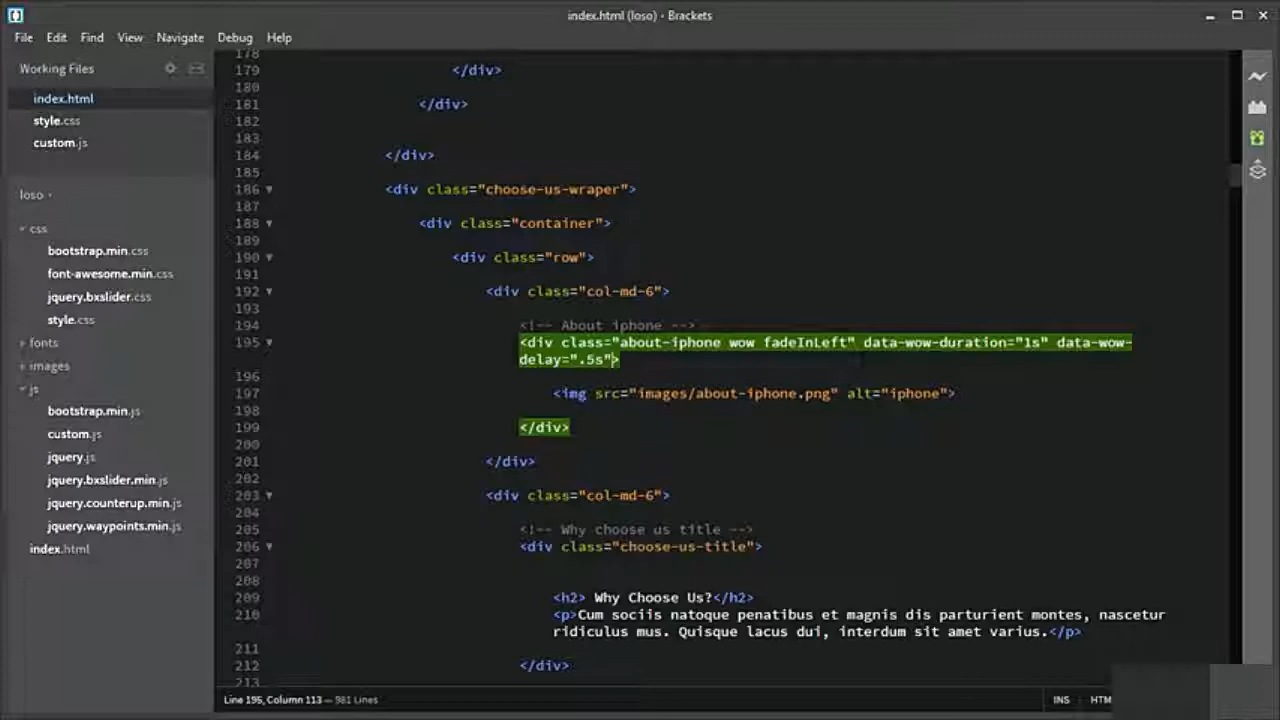 index.html (loso) - Brackets
File Edit Find View Navigate Debug Help
Working Files
index.html
style.css
custom.js
loso
css
bootstrap.min.css
font-awesome.min.css
jquery.bxslider.css
style.css
fonts
images
js
bootstrap.min.js
custom.js
jquery.js
jquery.bxslider.min.js
jquery.counterup.min.js
jquery.waypoints.min.js
index.html
178
179 </div>
180
181 </div>
182
183
184 </div>
185
186 <div class="choose-us-wraper">
187
188 <div class="container">
189
190 <div class="row">
191
192 <div class="col-md-6">
193
194 <!-- About iphone -->
195 <div class="about-iphone wow fadeInLeft" data-wow-duration="1s" data-wow-
delay=".5s">
196
197 <img src="images/about-iphone.png" alt="iphone">
198
199 </div>
200
201 </div>
202
203 <div class="col-md-6">
204
205 <!-- Why choose us title -->
206 <div class="choose-us-title">
207
208
209 <h2> Why Choose Us?</h2>
210 <p>Cum sociis natoque penatibus et magnis dis parturient montes, nascetur
ridiculus mus. Quisque lacus dui, interdum sit amet varius.</p>
211
212 </div>
213
Line 195, Column 113 — 981 Lines
INS HTM